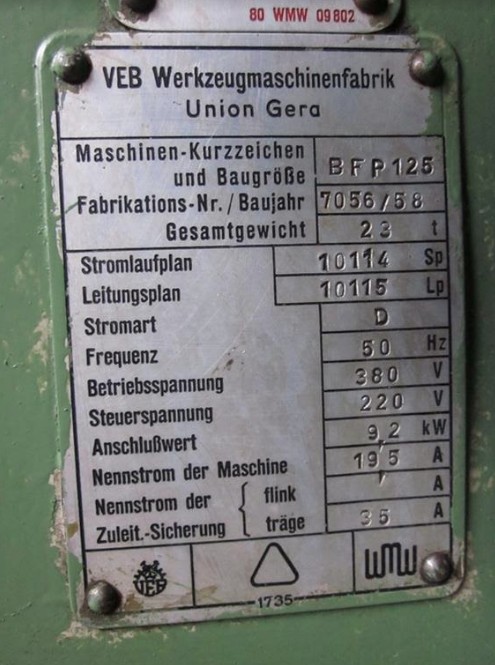 80 WMW 09802
VEB Werkzeugmaschinenfabrik
Union Gera
Maschinen-Kurzzeichen
und Baugröße BFP125
Fabrikations-Nr./Baujahr 7056/58
Gesamtgewicht 23 t
Stromlaufplan 10114 Sp
Leitungsplan 10115 Lp
Stromart D
Frequenz 50 Hz
Betriebsspannung 380 V
Steuerspannung 220 V
Anschlußwert 9,2 kW
Nennstrom der Maschine 19,5 A
Nennstrom der flink A
Zuleit.-Sicherung träge 35 A
VEB 1735 WMW